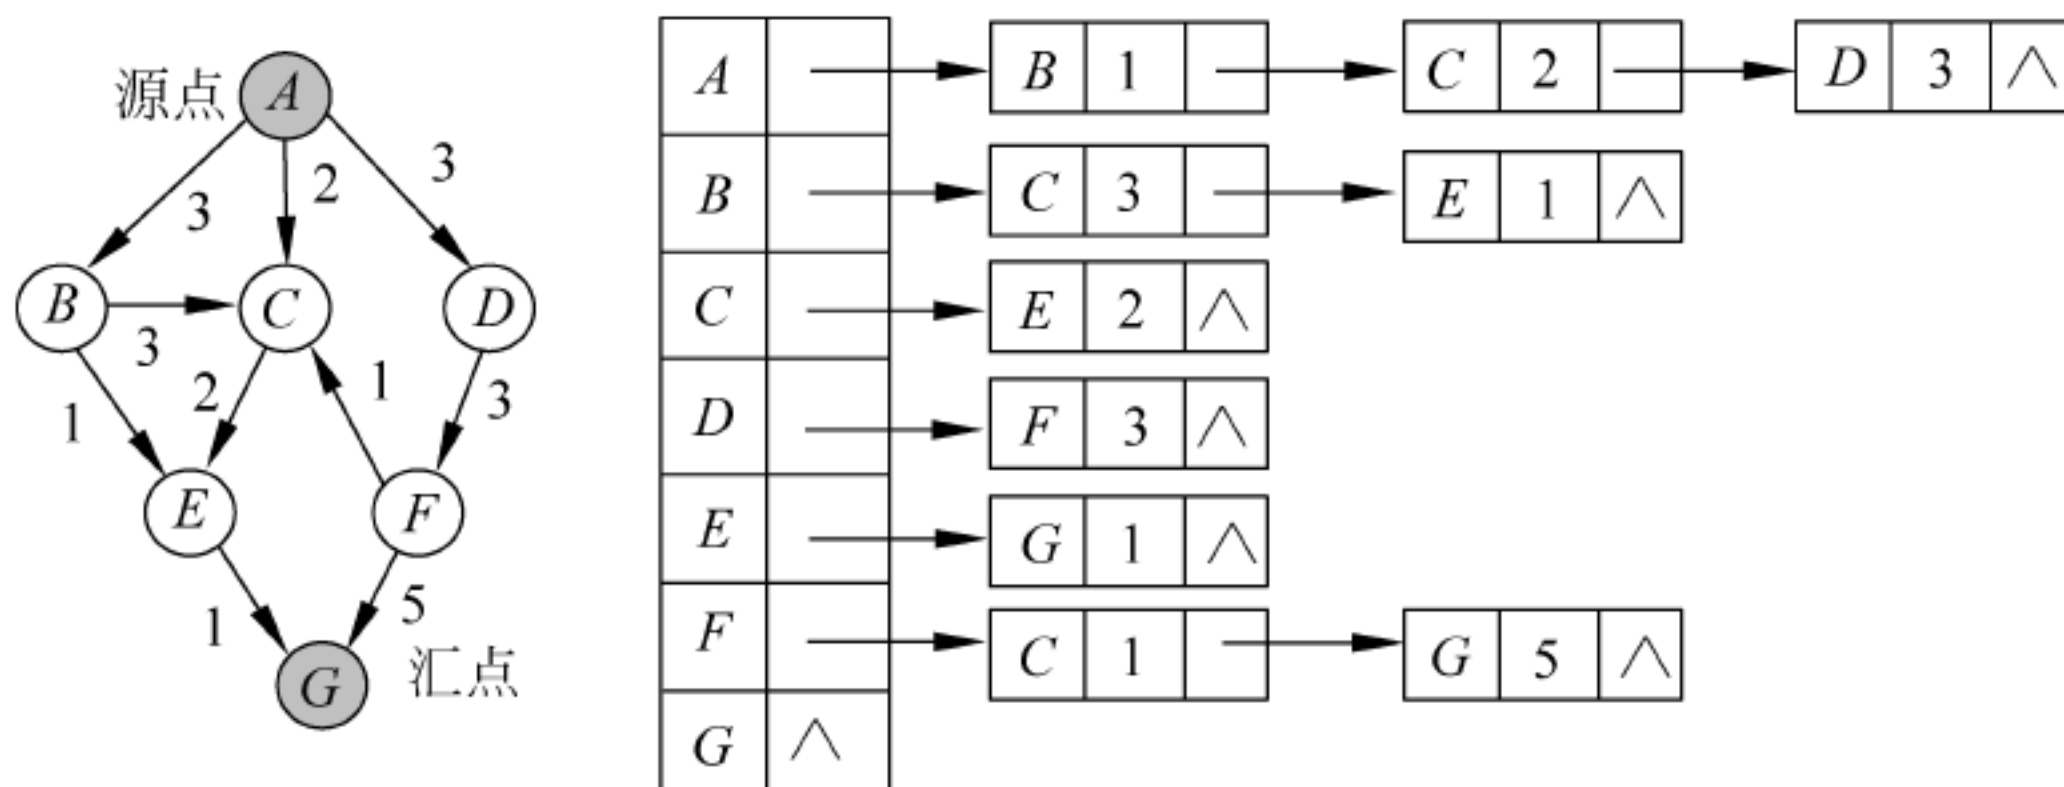 源点 A
3 2 3
B C D
3
1 2 1 3
E F
1 5
G 汇点
A B 1 C 2 D 3 ∧
B C 3 E 1 ∧
C E 2 ∧
D F 3 ∧
E G 1 ∧
F C 1 G 5 ∧
G ∧